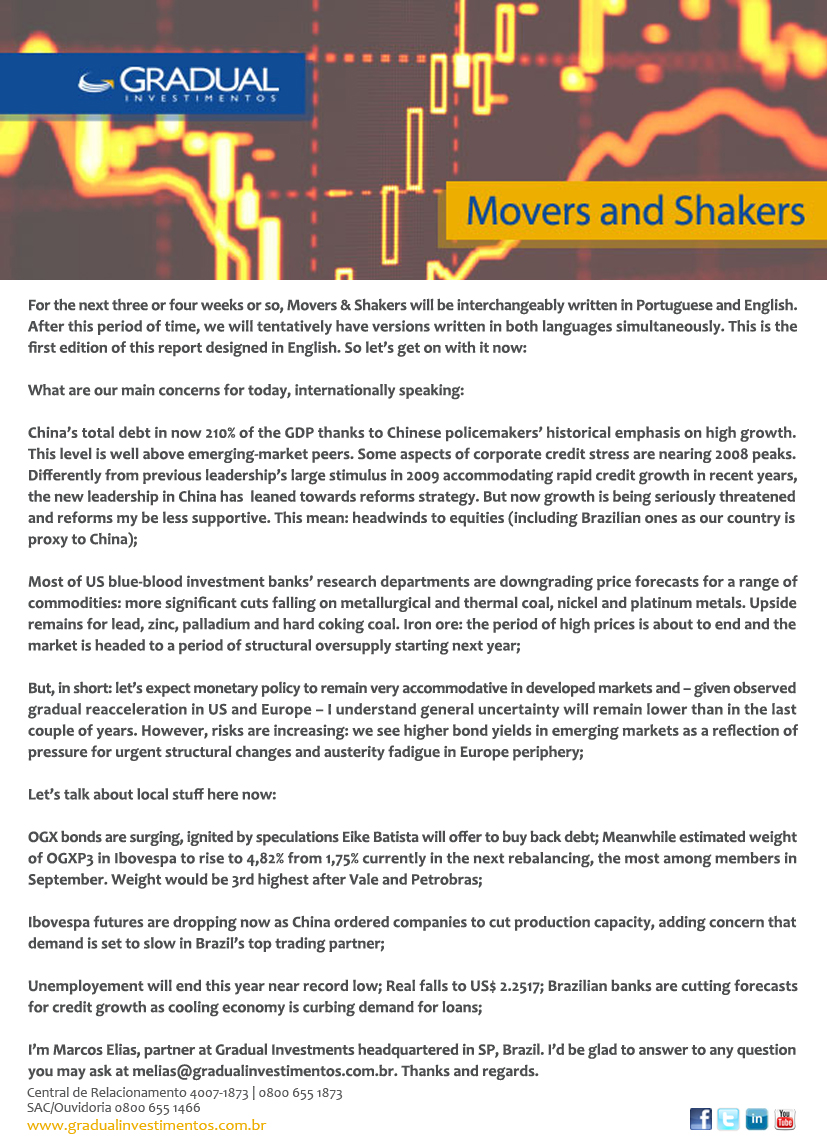 GRADUAL
INVESTIMENTOS
Movers and Shakers
For the next three or four weeks or so, Movers & Shakers will be interchangeably written in Portuguese and English.
After this period of time, we will tentatively have versions written in both languages simultaneously. This is the
first edition of this report designed in English. So let's get on with it now:
What are our main concerns for today, internationally speaking:
China's total debt in now 210% of the GDP thanks to Chinese policemakers' historical emphasis on high growth.
This level is well above emerging-market peers. Some aspects of corporate credit stress are nearing 2008 peaks.
Differently from previous leadership's large stimulus in 2009 accommodating rapid credit growth in recent years,
the new leadership in China has leaned towards reforms strategy. But now growth is being seriously threatened
and reforms my be less supportive. This mean: headwinds to equities (including Brazilian ones as our country is
proxy to China);
Most of US blue-blood investment banks' research departments are downgrading price forecasts for a range of
commodities: more significant cuts falling on metallurgical and thermal coal, nickel and platinum metals. Upside
remains for lead, zinc, palladium and hard coking coal. Iron ore: the period of high prices is about to end and the
market is headed to a period of structural oversupply starting next year;
But, in short: let's expect monetary policy to remain very accommodative in developed markets and – given observed
gradual reacceleration in US and Europe – I understand general uncertainty will remain lower than in the last
couple of years. However, risks are increasing: we see higher bond yields in emerging markets as a reflection of
pressure for urgent structural changes and austerity fadigue in Europe periphery;
Let's talk about local stuff here now:
OGX bonds are surging, ignited by speculations Eike Batista will offer to buy back debt; Meanwhile estimated weight
of OGXP3 in Ibovespa to rise to 4,82% from 1,75% currently in the next rebalancing, the most among members in
September. Weight would be 3rd highest after Vale and Petrobras;
Ibovespa futures are dropping now as China ordered companies to cut production capacity, adding concern that
demand is set to slow in Brazil's top trading partner;
Unemployement will end this year near record low; Real falls to US$ 2.2517; Brazilian banks are cutting forecasts
for credit growth as cooling economy is curbing demand for loans;
I'm Marcos Elias, partner at Gradual Investments headquartered in SP, Brazil. I'd be glad to answer to any question
you may ask at melias@gradualinvestimentos.com.br. Thanks and regards.
Central de Relacionamento 4007-1873 | 0800 655 1873
SAC/Ouvidoria 0800 655 1466
www.gradualinvestimentos.com.br
f t in You Tube